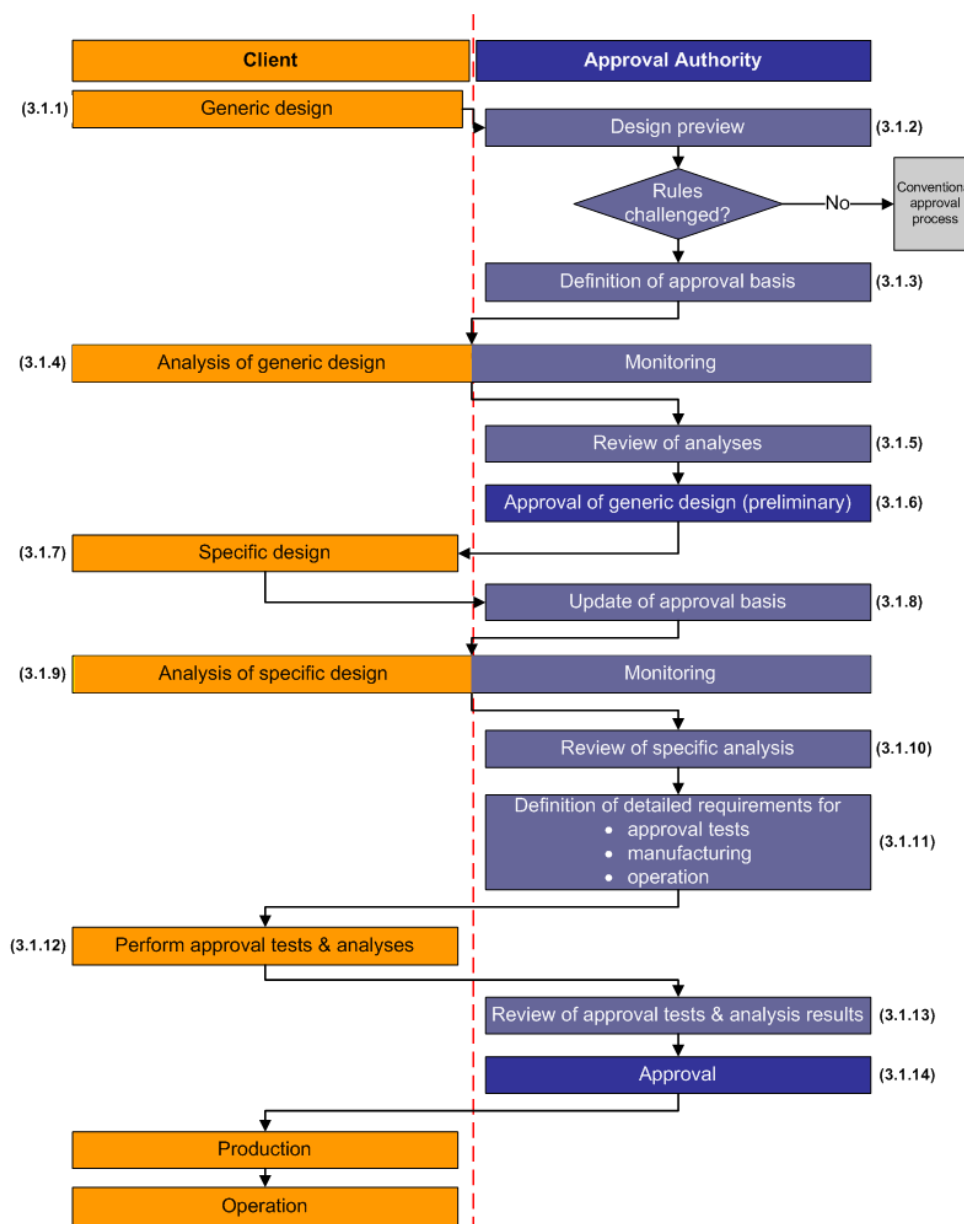 Client
Approval Authority
(3.1.1)
Generic design
Design preview
(3.1.2)
Rules
challenged?
No
Conventiona
approval
process
Definition of approval basis
(3.1.3)
(3.1.4)
Analysis of generic design
Monitoring
Review of analyses
(3.1.5)
Approval of generic design (preliminary)
(3.1.6)
(3.1.7)
Specific design
Update of approval basis
(3.1.8)
(3.1.9)
Analysis of specific design
Monitoring
Review of specific analysis
(3.1.10)
Definition of detailed requirements for
• approval tests
• manufacturing
• operation
(3.1.11)
(3.1.12)
Perform approval tests & analyses
Review of approval tests & analysis results
(3.1.13)
Approval
(3.1.14)
Production
Operation